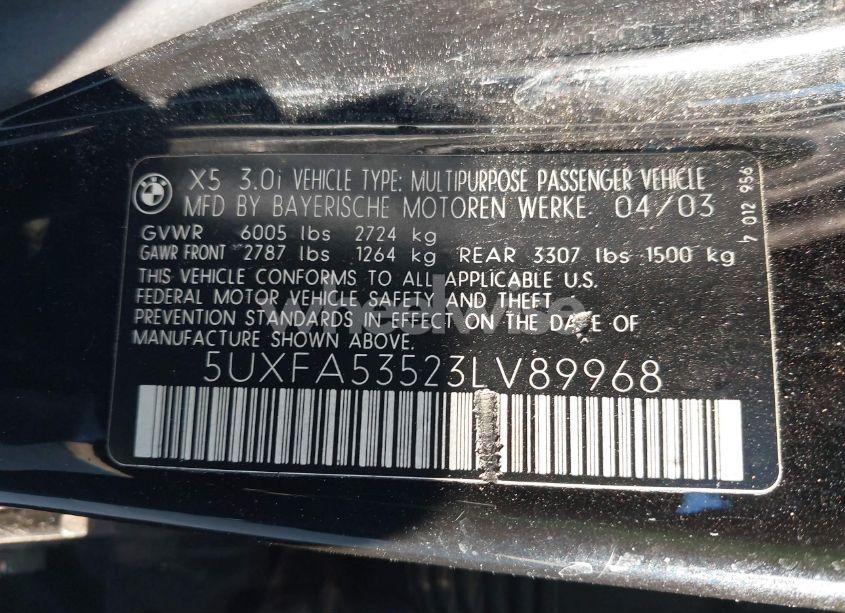 X5 3.0i VEHICLE TYPE: MULTIPURPOSE PASSENGER VEHICLE
MFD BY BAYERISCHE MOTOREN WERKE 04/03
GVWR 6005 lbs 2724 kg
GAWR FRONT 2787 lbs 1264 kg REAR 3307 lbs 1500 kg
THIS VEHICLE CONFORMS TO ALL APPLICABLE U.S.
FEDERAL MOTOR VEHICLE SAFETY AND THEFT
PREVENTION STANDARDS IN EFFECT ON THE DATE OF
MANUFACTURE SHOWN ABOVE.
5UXFA53523LV89968
7 012 956
BMW
wheelwise